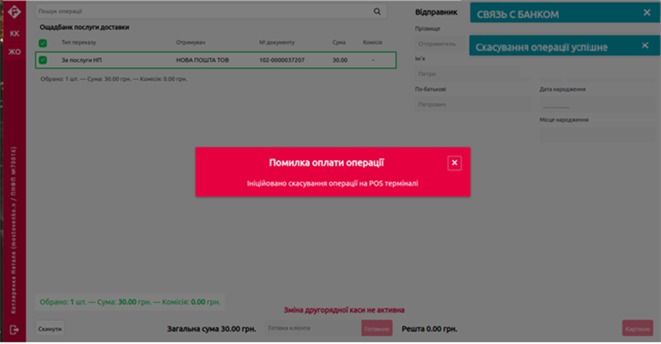 Пошук операції
КК
ЖО
ОщадБанк послуги доставки
Тип переказу Отримувач № документу Сума Комісія
За послуги НП НОВА ПОШТА ТОВ 102-0000037207 30.00 -
Обрано: 1 шт. — Сума: 30.00 грн. — Комісія: 0.00 грн.
Відправник
Прізвище
Отправитель
Ім'я
Петро
По-батькові
Петрович
Дата народження
Місце народження
СВЯЗЬ С БАНКОМ
Скасування операції успішне
Помилка оплати операції
Ініційовано скасування операції на POS терміналі
Обрано: 1 шт. — Сума: 30.00 грн. — Комісія: 0.00 грн.
Зміна другорядної каси не активна
Скинути
Загальна сума 30.00 грн.
Готівка клієнта
Готівкою
Решта 0.00 грн.
Карткою